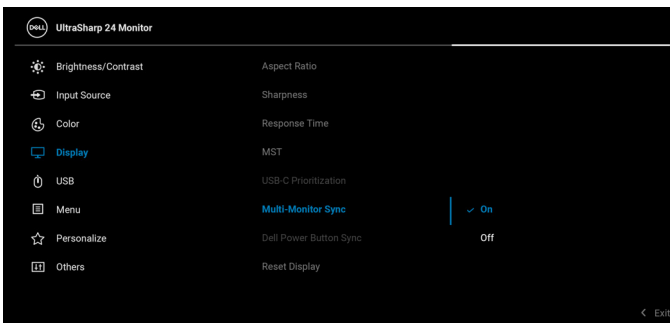 DELL UltraSharp 24 Monitor
Brightness/Contrast Aspect Ratio
Input Source Sharpness
Color Response Time
Display MST
USB USB-C Prioritization
Menu Multi-Monitor Sync On
Personalize Dell Power Button Sync Off
Others Reset Display
Exit